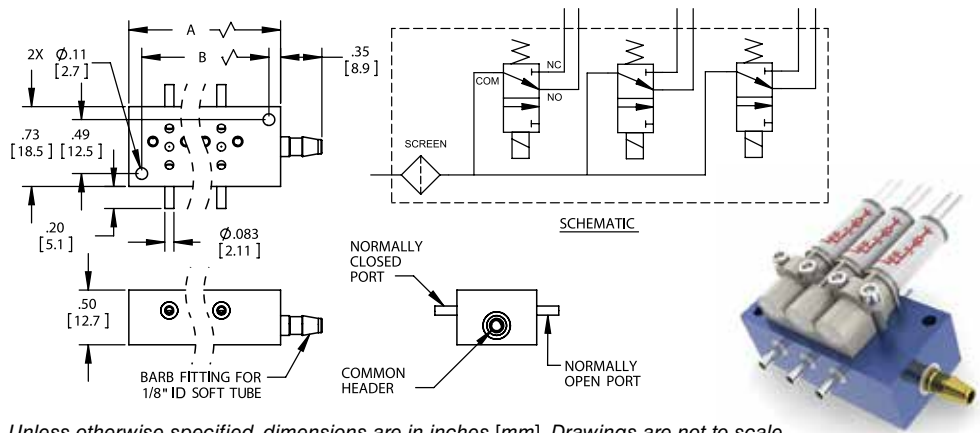 A
B
2X Ø.11
[2.7]
.35
[8.9]
.73
[18.5]
.49
[12.5]
.20
[5.1]
Ø.083
[2.11]
NC
COM
NO
SCREEN
SCHEMATIC
.50
[12.7]
BARB FITTING FOR
1/8" ID SOFT TUBE
NORMALLY
CLOSED
PORT
COMMON
HEADER
NORMALLY
OPEN PORT
Unless otherwise specified, dimensions are in inches [mm]. Drawings are not to scale.